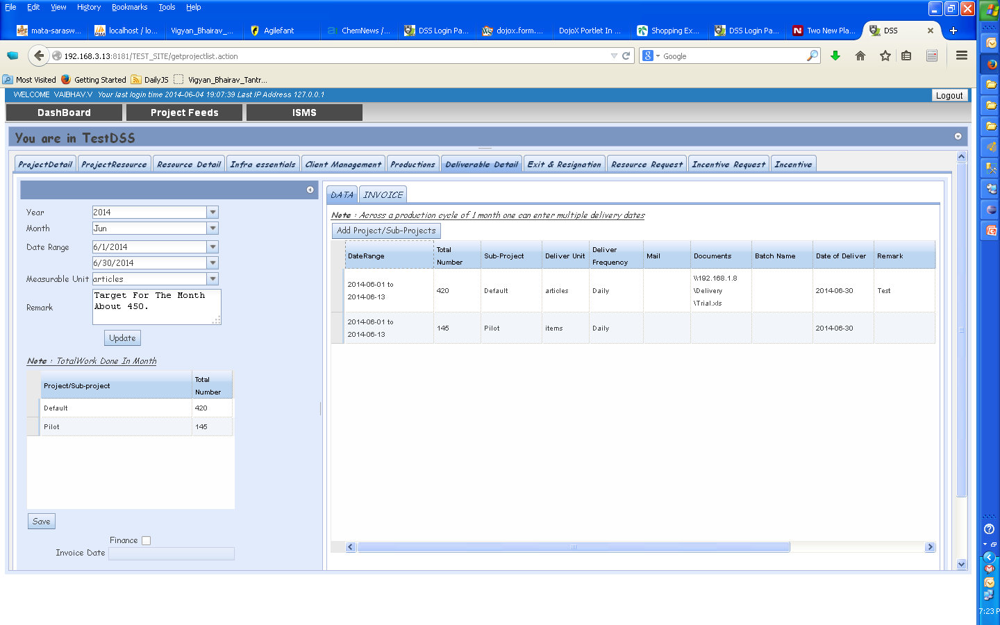 File Edit View History Bookmarks Tools Help
mata-sarasw... localhost / lo... Vigyan_Bhairav_... Agilefant ChemNews /... DSS Login Pa... dojox.form.... DojoX Portlet In ... Shopping Ex... DSS Login Pa... Two New Pla... DSS
192.168.3.13:8181/TEST_SITE/getprojeclist.action Google
Most Visited Getting Started DailyJS Vigyan_Bhairav_Tantr...
WELCOME VAIBHAV.V Your last login time 2014-06-04 19:07:39 Last IP Address 127.0.0.1
Logout
DashBoard Project Feeds ISMS
You are in TestDSS
ProjectDetail ProjectResource Resource Detail Infra essentials Client Management Productions Deliverable Detail Exit & Resignation Resource Request Incentive Request Incentive
Year 2014
Month Jun
Date Range 6/1/2014
6/30/2014
Measurable Unit articles
Remark Target For The Month
About 450.
Update
Note : TotalWork Done In Month
Project/Sub-project Total
Number
Default 420
Pilot 145
Save
Finance
Invoice Date
DATA INVOICE
Note : Across a production cycle of 1 month one can enter multiple delivery dates
Add Project/Sub-Projects
DateRange Total
Number Sub-Project Deliver Unit Deliver
Frequency Mail Documents Batch Name Date of Deliver Remark
2014-06-01 to
2014-06-13 420 Default articles Daily \\192.168.1.8
\Delivery
\Trial.xls 2014-06-30 Test
2014-06-01 to
2014-06-13 145 Pilot items Daily 2014-06-30
7:23 P